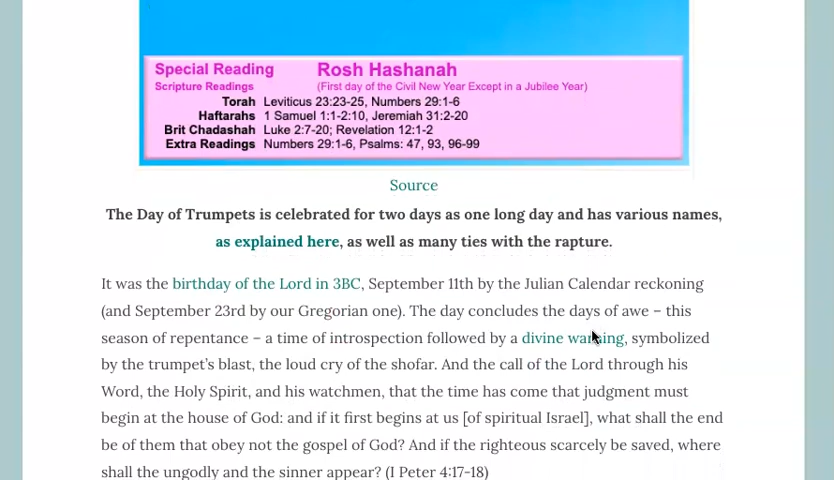 Special Reading Rosh Hashanah
Scripture Readings (First day of the Civil New Year Except in a Jubilee Year)
Torah Leviticus 23:23-25, Numbers 29:1-6
Haftarahs 1 Samuel 1:1-2:10, Jeremiah 31:2-20
Brit Chadashah Luke 2:7-20; Revelation 12:1-2
Extra Readings Numbers 29:1-6, Psalms: 47, 93, 96-99
Source
The Day of Trumpets is celebrated for two days as one long day and has various names,
as explained here, as well as many ties with the rapture.
It was the birthday of the Lord in 3BC, September 11th by the Julian Calendar reckoning
(and September 23rd by our Gregorian one). The day concludes the days of awe – this
season of repentance – a time of introspection followed by a divine warning, symbolized
by the trumpet's blast, the loud cry of the shofar. And the call of the Lord through his
Word, the Holy Spirit, and his watchmen, that the time has come that judgment must
begin at the house of God: and if it first begins at us [of spiritual Israel], what shall the end
be of them that obey not the gospel of God? And if the righteous scarcely be saved, where
shall the ungodly and the sinner appear? (I Peter 4:17-18)